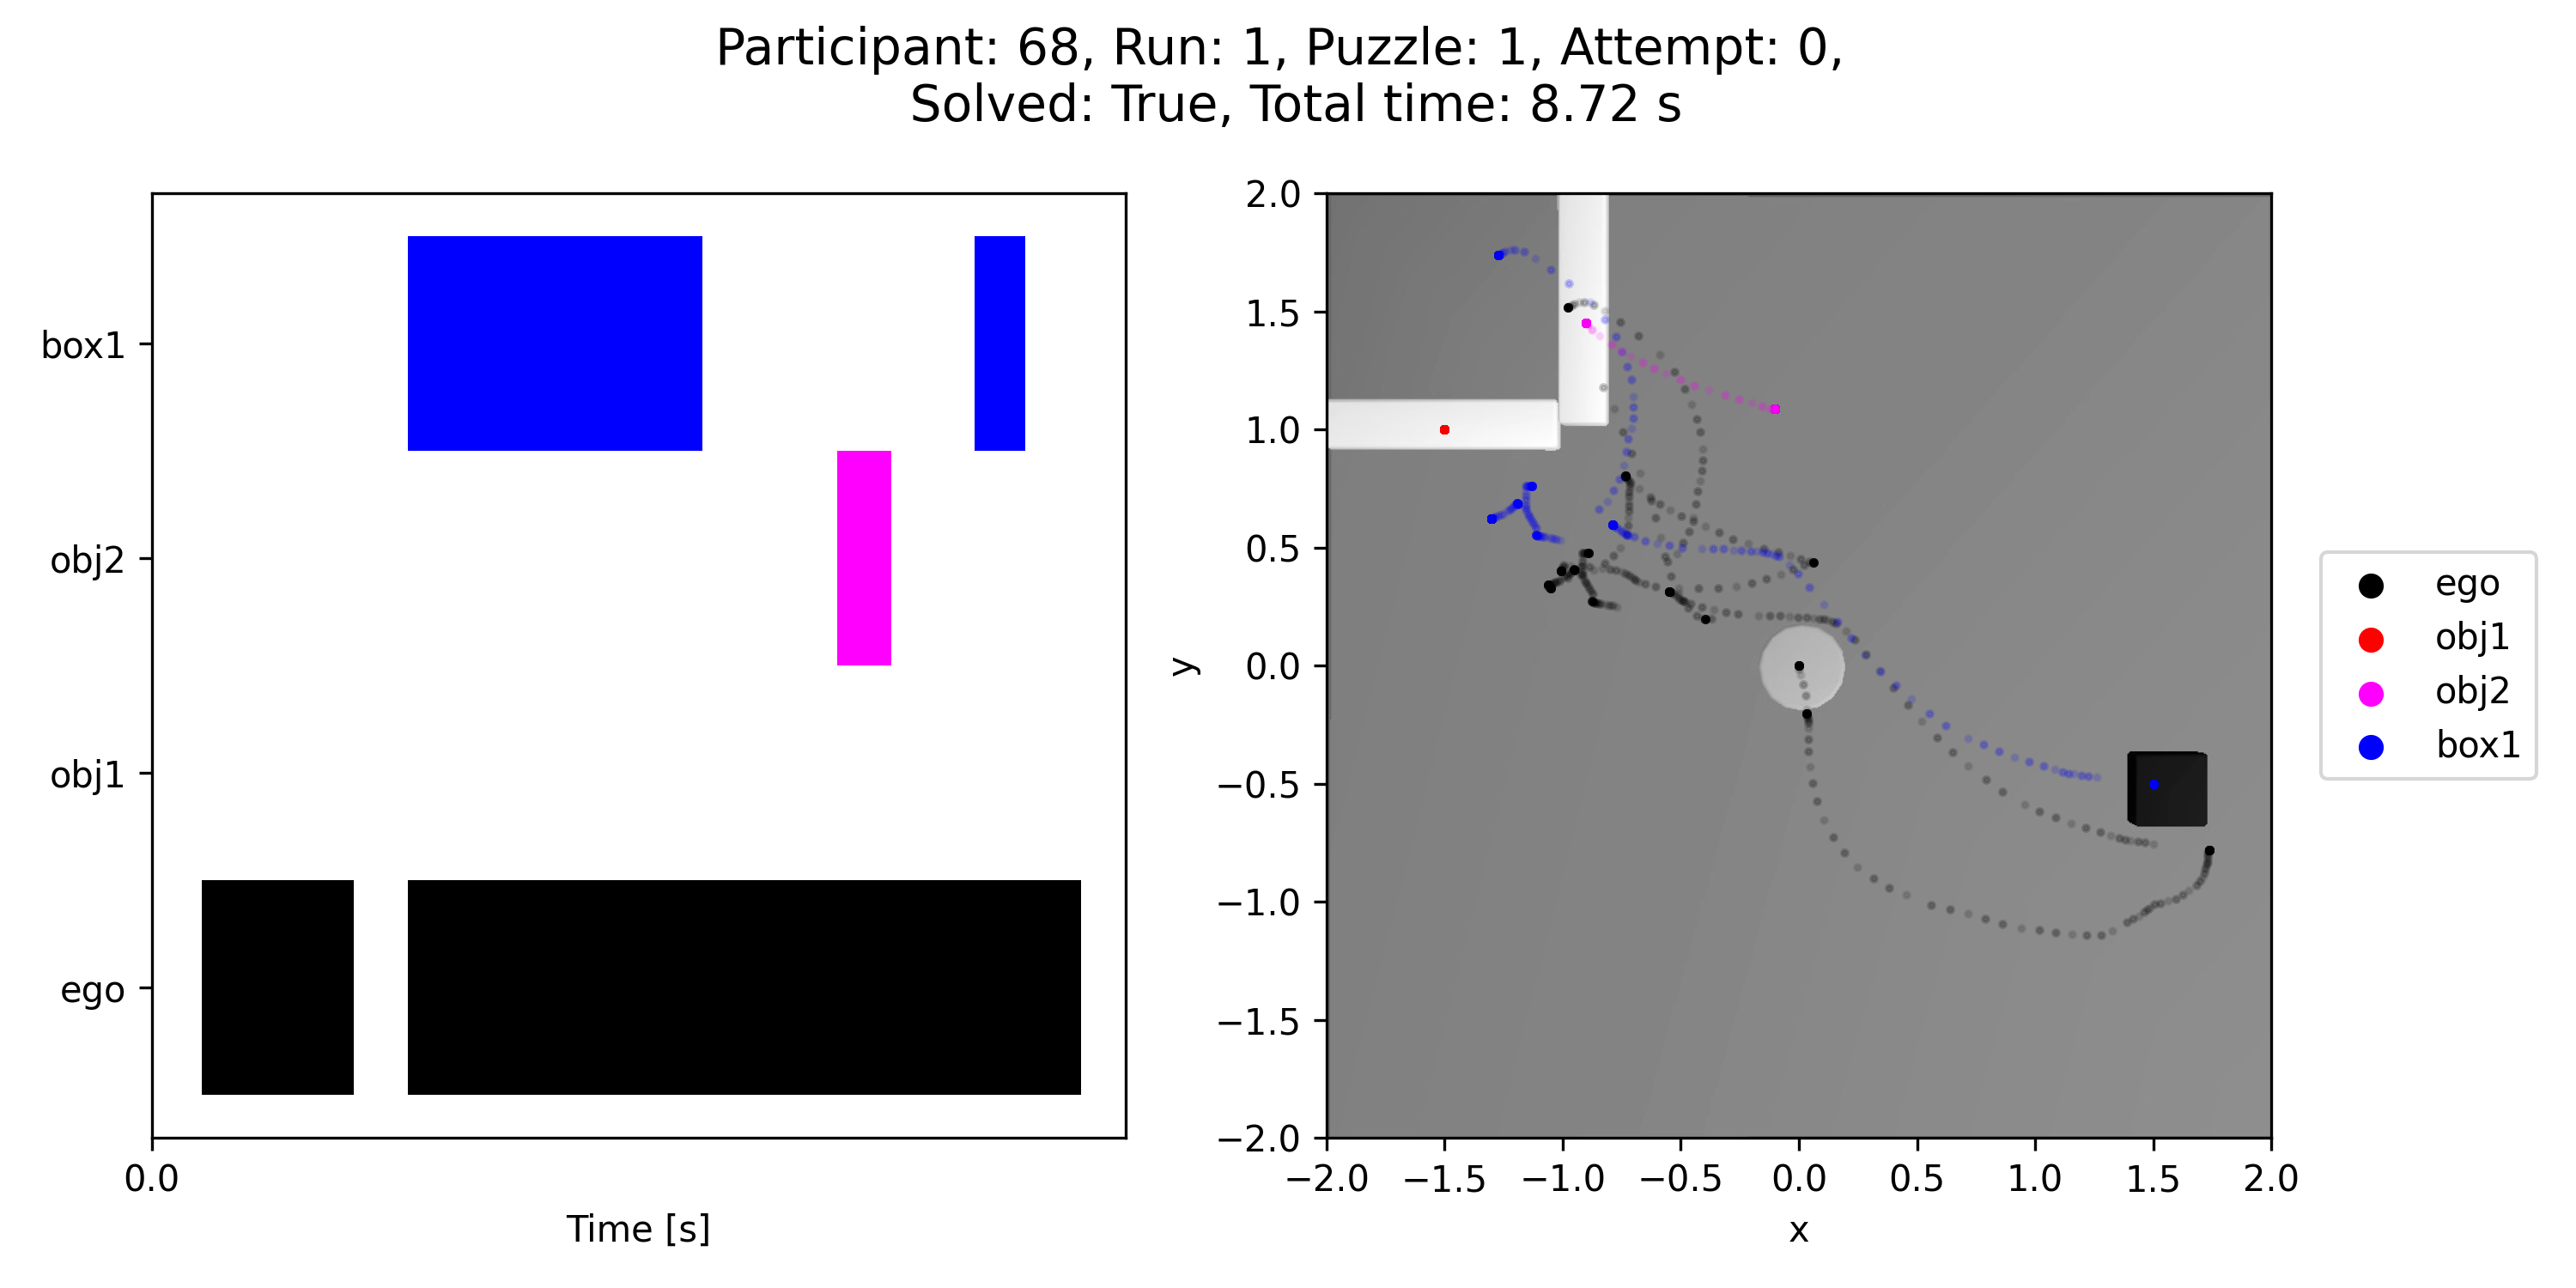 Participant: 68, Run: 1, Puzzle: 1, Attempt: 0,
Solved: True, Total time: 8.72 s
box1
obj2
obj1
ego
0.0
Time [s]
2.0
1.5
1.0
0.5
0.0
−0.5
−1.0
−1.5
−2.0
y
−2.0 −1.5 −1.0 −0.5 0.0 0.5 1.0 1.5 2.0
x
ego
obj1
obj2
box1